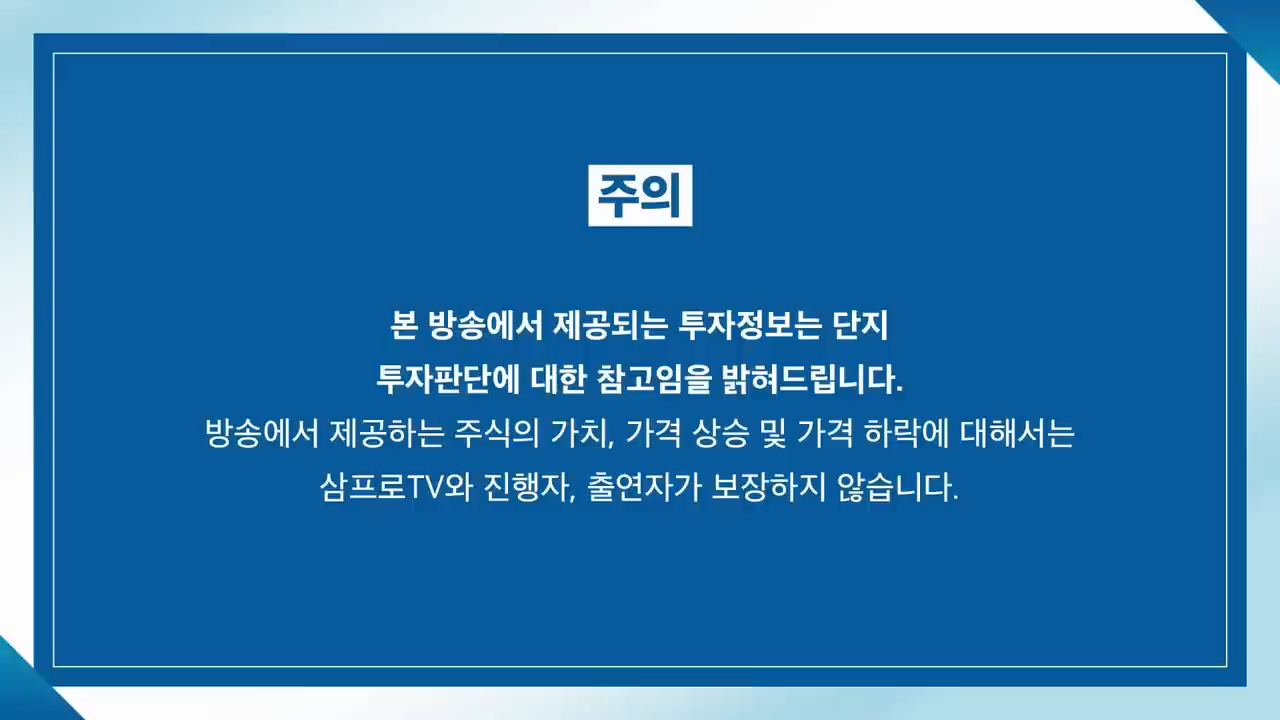 주의
본 방송에서 제공되는 투자정보는 단지
투자판단에 대한 참고임을 밝혀드립니다.
방송에서 제공하는 주식의 가치, 가격 상승 및 가격 하락에 대해서는
삼프로TV와 진행자, 출연자가 보장하지 않습니다.